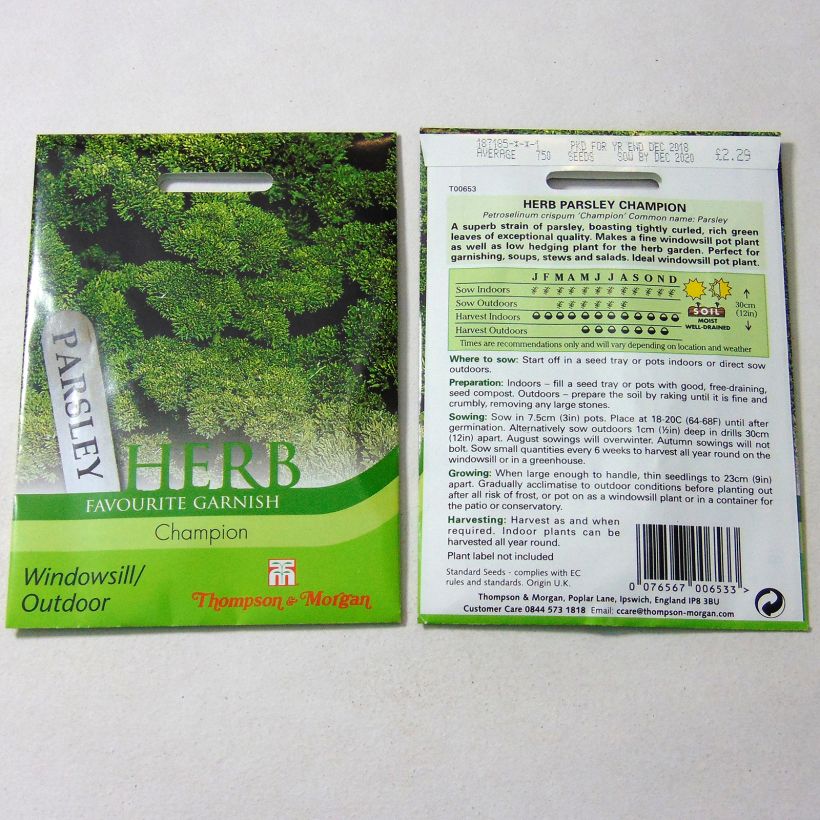 PARSLEY
HERB
FAVOURITE GARNISH
Champion
Windowsill/
Outdoor
Thompson & Morgan
187185-X-X-1 PKD FOR YR END DEC 2018
AVERAGE 750 SEEDS SOW BY DEC 2020 £2.29
T00653
HERB PARSLEY CHAMPION
Petroselinum crispum 'Champion' Common name: Parsley
A superb strain of parsley, boasting tightly curled, rich green
leaves of exceptional quality. Makes a fine windowsill pot plant
as well as low hedging plant for the herb garden. Perfect for
garnishing, soups, stews and salads. Ideal windowsill pot plant.
J F M A M J J A S O N D
Sow Indoors
Sow Outdoors
Harvest Indoors
Harvest Outdoors
30cm
(12in)
SOIL
MOIST
WELL-DRAINED
Times are recommendations only and will vary depending on location and weather
Where to sow: Start off in a seed tray or pots indoors or direct sow
outdoors.
Preparation: Indoors – fill a seed tray or pots with good, free-draining,
seed compost. Outdoors – prepare the soil by raking until it is fine and
crumbly, removing any large stones.
Sowing: Sow in 7.5cm (3in) pots. Place at 18-20C (64-68F) until after
germination. Alternatively sow outdoors 1cm (½in) deep in drills 30cm
(12in) apart. August sowings will overwinter. Autumn sowings will not
bolt. Sow small quantities every 6 weeks to harvest all year round on the
windowsill or in a greenhouse.
Growing: When large enough to handle, thin seedlings to 23cm (9in)
apart. Gradually acclimatise to outdoor conditions before planting out
after all risk of frost, or pot on as a windowsill plant or in a container for
the patio or conservatory.
Harvesting: Harvest as and when
required. Indoor plants can be
harvested all year round.
Plant label not included
Standard Seeds - complies with EC
rules and standards. Origin U.K.
0 076567 006533 >
Thompson & Morgan, Poplar Lane, Ipswich, England IP8 3BU
Customer Care 0844 573 1818 Email: ccare@thompson-morgan.com